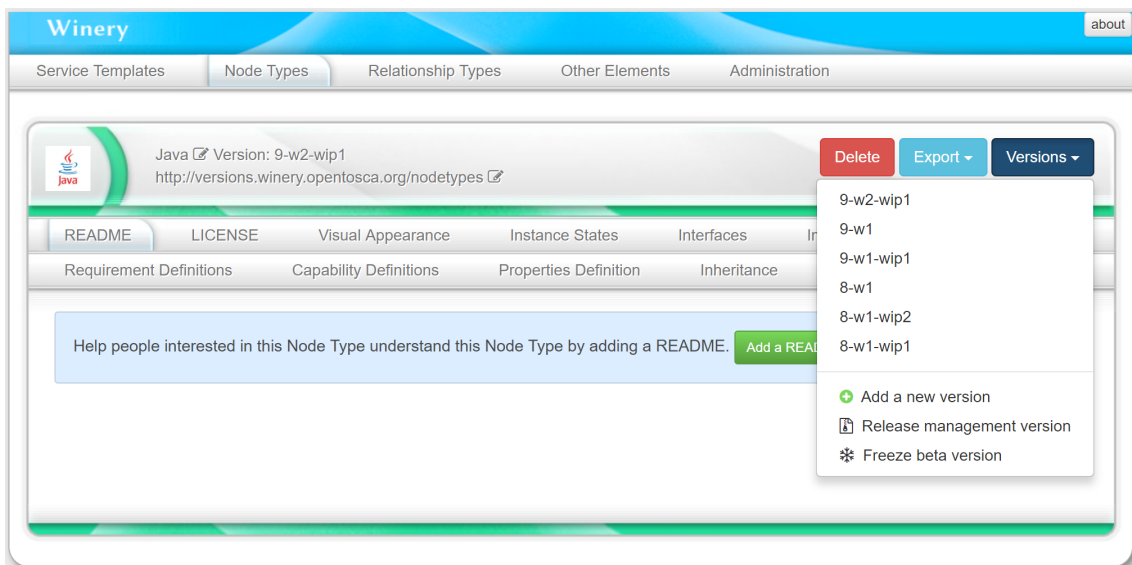 Winery
about
Service Templates Node Types Relationship Types Other Elements Administration
Java Version: 9-w2-wip1
http://versions.winery.opentosca.org/nodetypes
Java
Delete Export Versions
9-w2-wip1
9-w1
9-w1-wip1
8-w1
8-w1-wip2
8-w1-wip1
Add a new version
Release management version
Freeze beta version
README LICENSE Visual Appearance Instance States Interfaces
Requirement Definitions Capability Definitions Properties Definition Inheritance
Help people interested in this Node Type understand this Node Type by adding a README. Add a REA